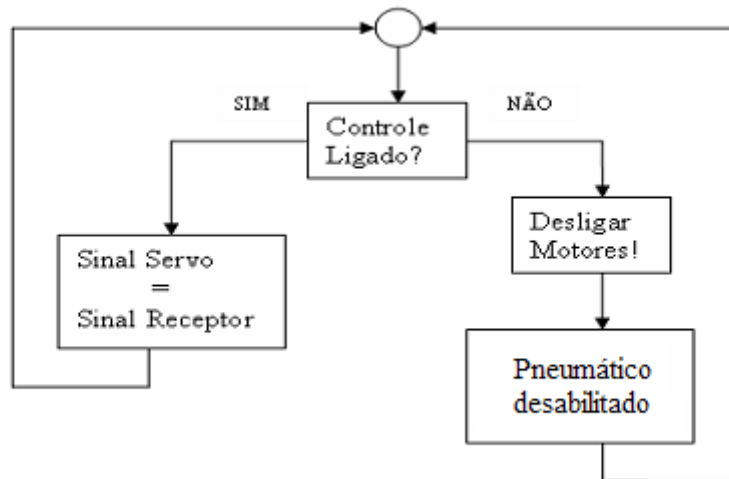 SIM
NÃO
Controle
Ligado?
Sinal Servo
=
Sinal Receptor
Desligar
Motores!
Pneumático
desabilitado